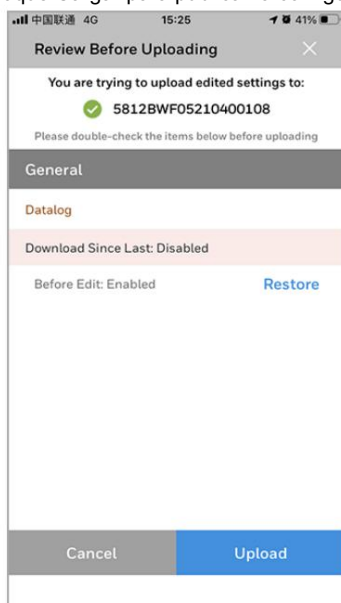 中国联通 4G 15:25 41%
Review Before Uploading
You are trying to upload edited settings to:
5812BWF05210400108
Please double-check the items below before uploading
General
Datalog
Download Since Last: Disabled
Before Edit: Enabled Restore
Cancel Upload